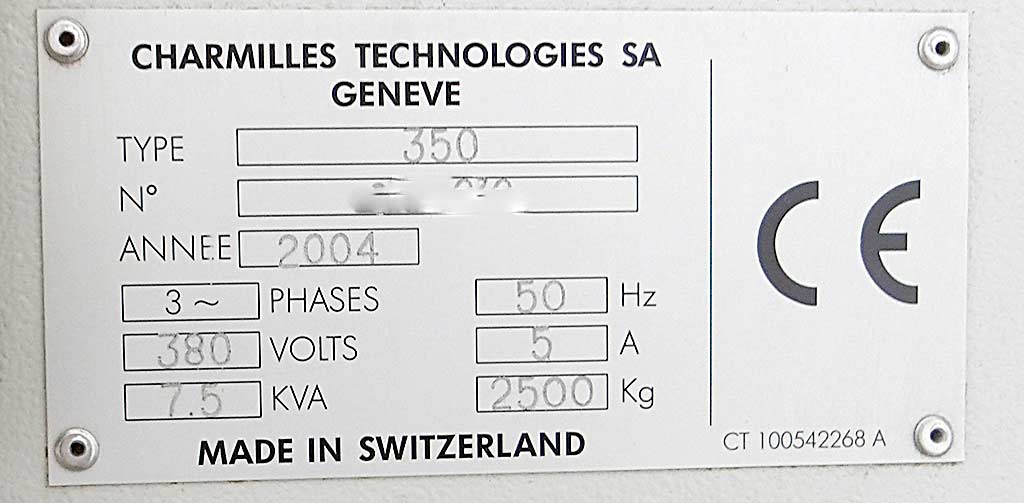 CHARMILLES TECHNOLOGIES SA
GENEVE
TYPE 350
N°
ANNEE 2004
3 ~ PHASES 50 Hz
380 VOLTS 5 A
7.5 KVA 2500 Kg
MADE IN SWITZERLAND
CE
CT 100542268 A